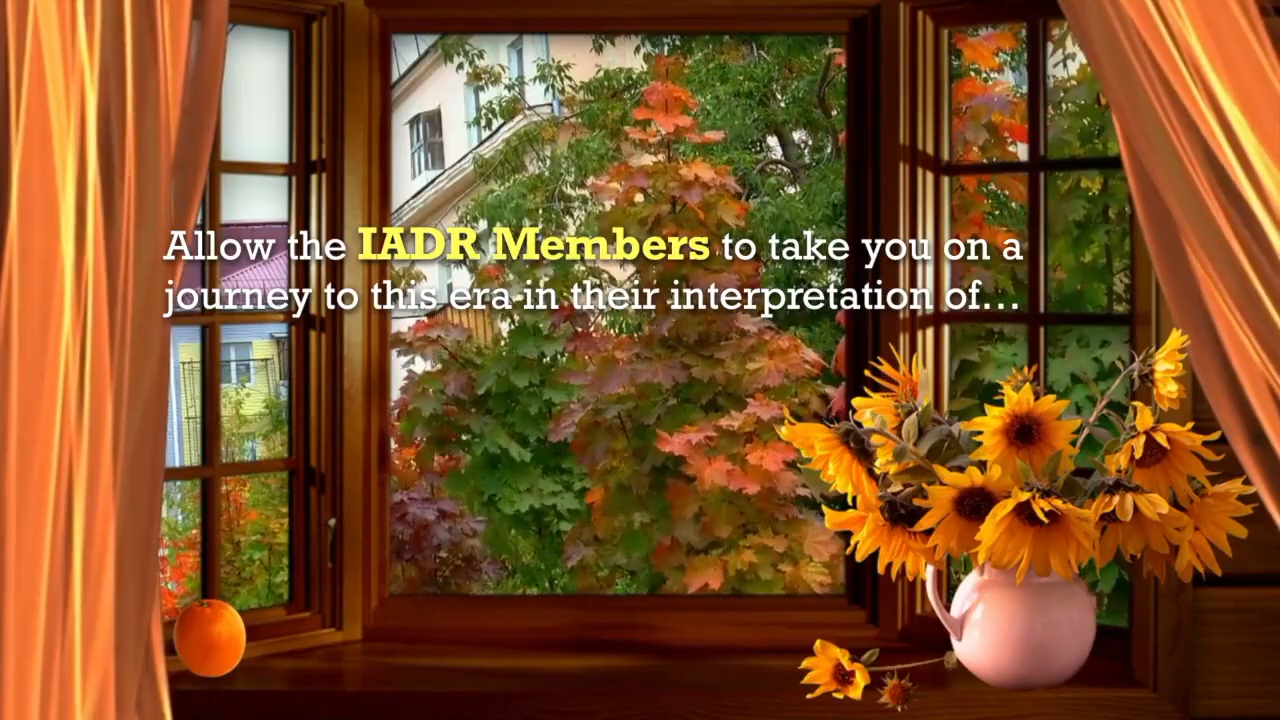 Allow the IADR Members to take you on a
journey to this era in their interpretation of…